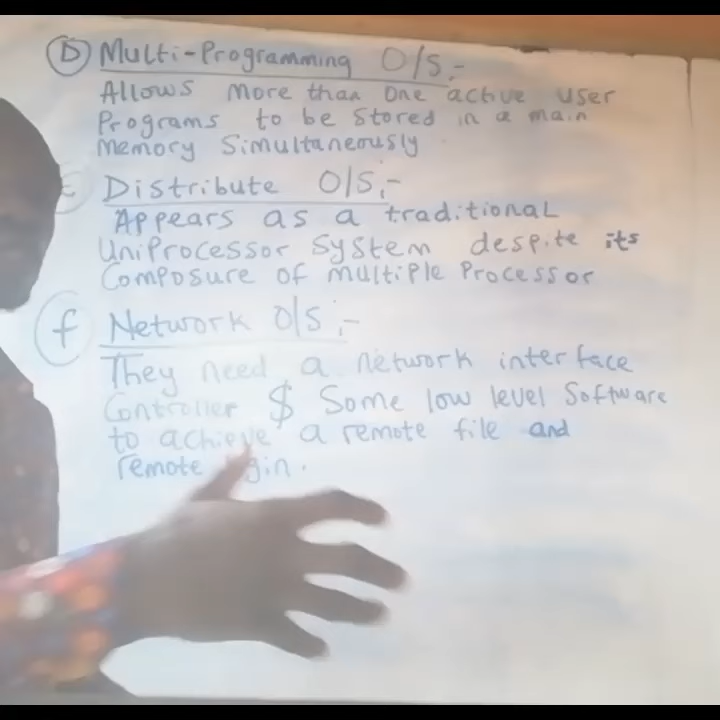 D Multi-Programming O/S:-
Allows more than one active user
Programs to be stored in a main
Memory Simultaneously
Distribute O/S:-
Appears as a traditional
UniProcessor System despite its
Composure of multiple Processor
f Network O/S:-
They need a network interface
Controller $ Some low level Software
to achieve a remote file and
remote